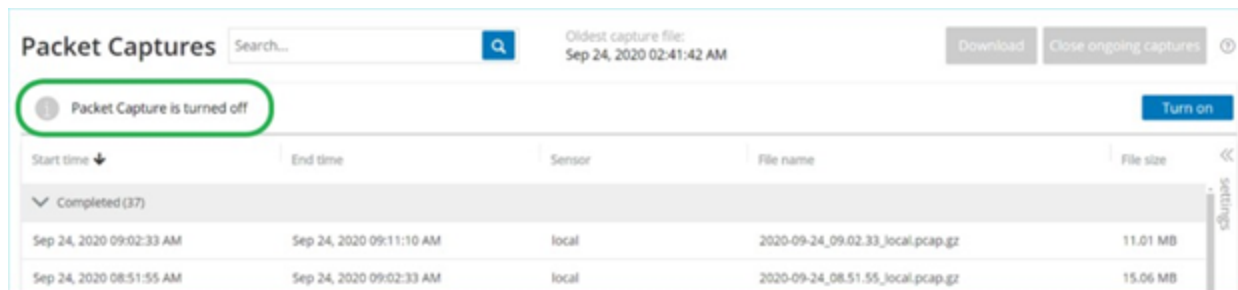 Packet Captures Search... Oldest capture file: Download Close ongoing captures
Sep 24, 2020 02:41:42 AM
Packet Capture is turned off Turn on
Start time End time Sensor File name File size
settings
Completed (37)
Sep 24, 2020 09:02:33 AM Sep 24, 2020 09:11:10 AM local 2020-09-24_09.02.33_local.pcap.gz 11.01 MB
Sep 24, 2020 08:51:55 AM Sep 24, 2020 09:02:33 AM local 2020-09-24_08.51.55_local.pcap.gz 15.06 MB